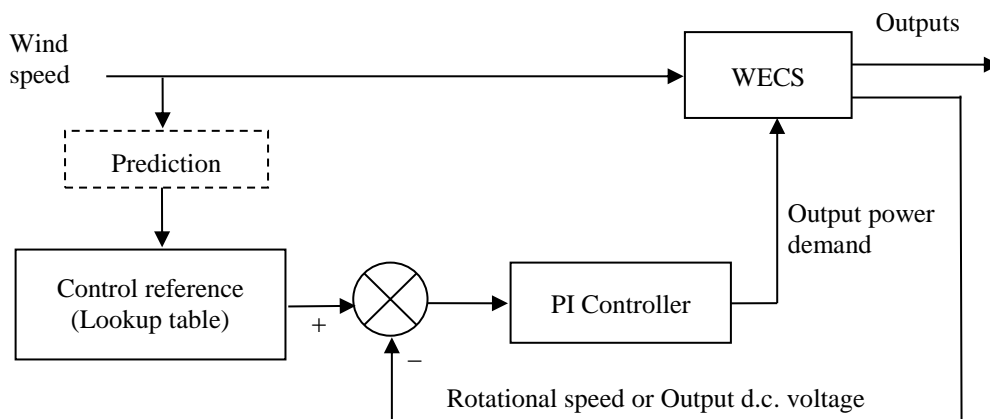 Outputs
Wind
speed
WECS
Prediction
Output power
demand
Control reference
(Lookup table)
PI Controller
+
−
Rotational speed or Output d.c. voltage